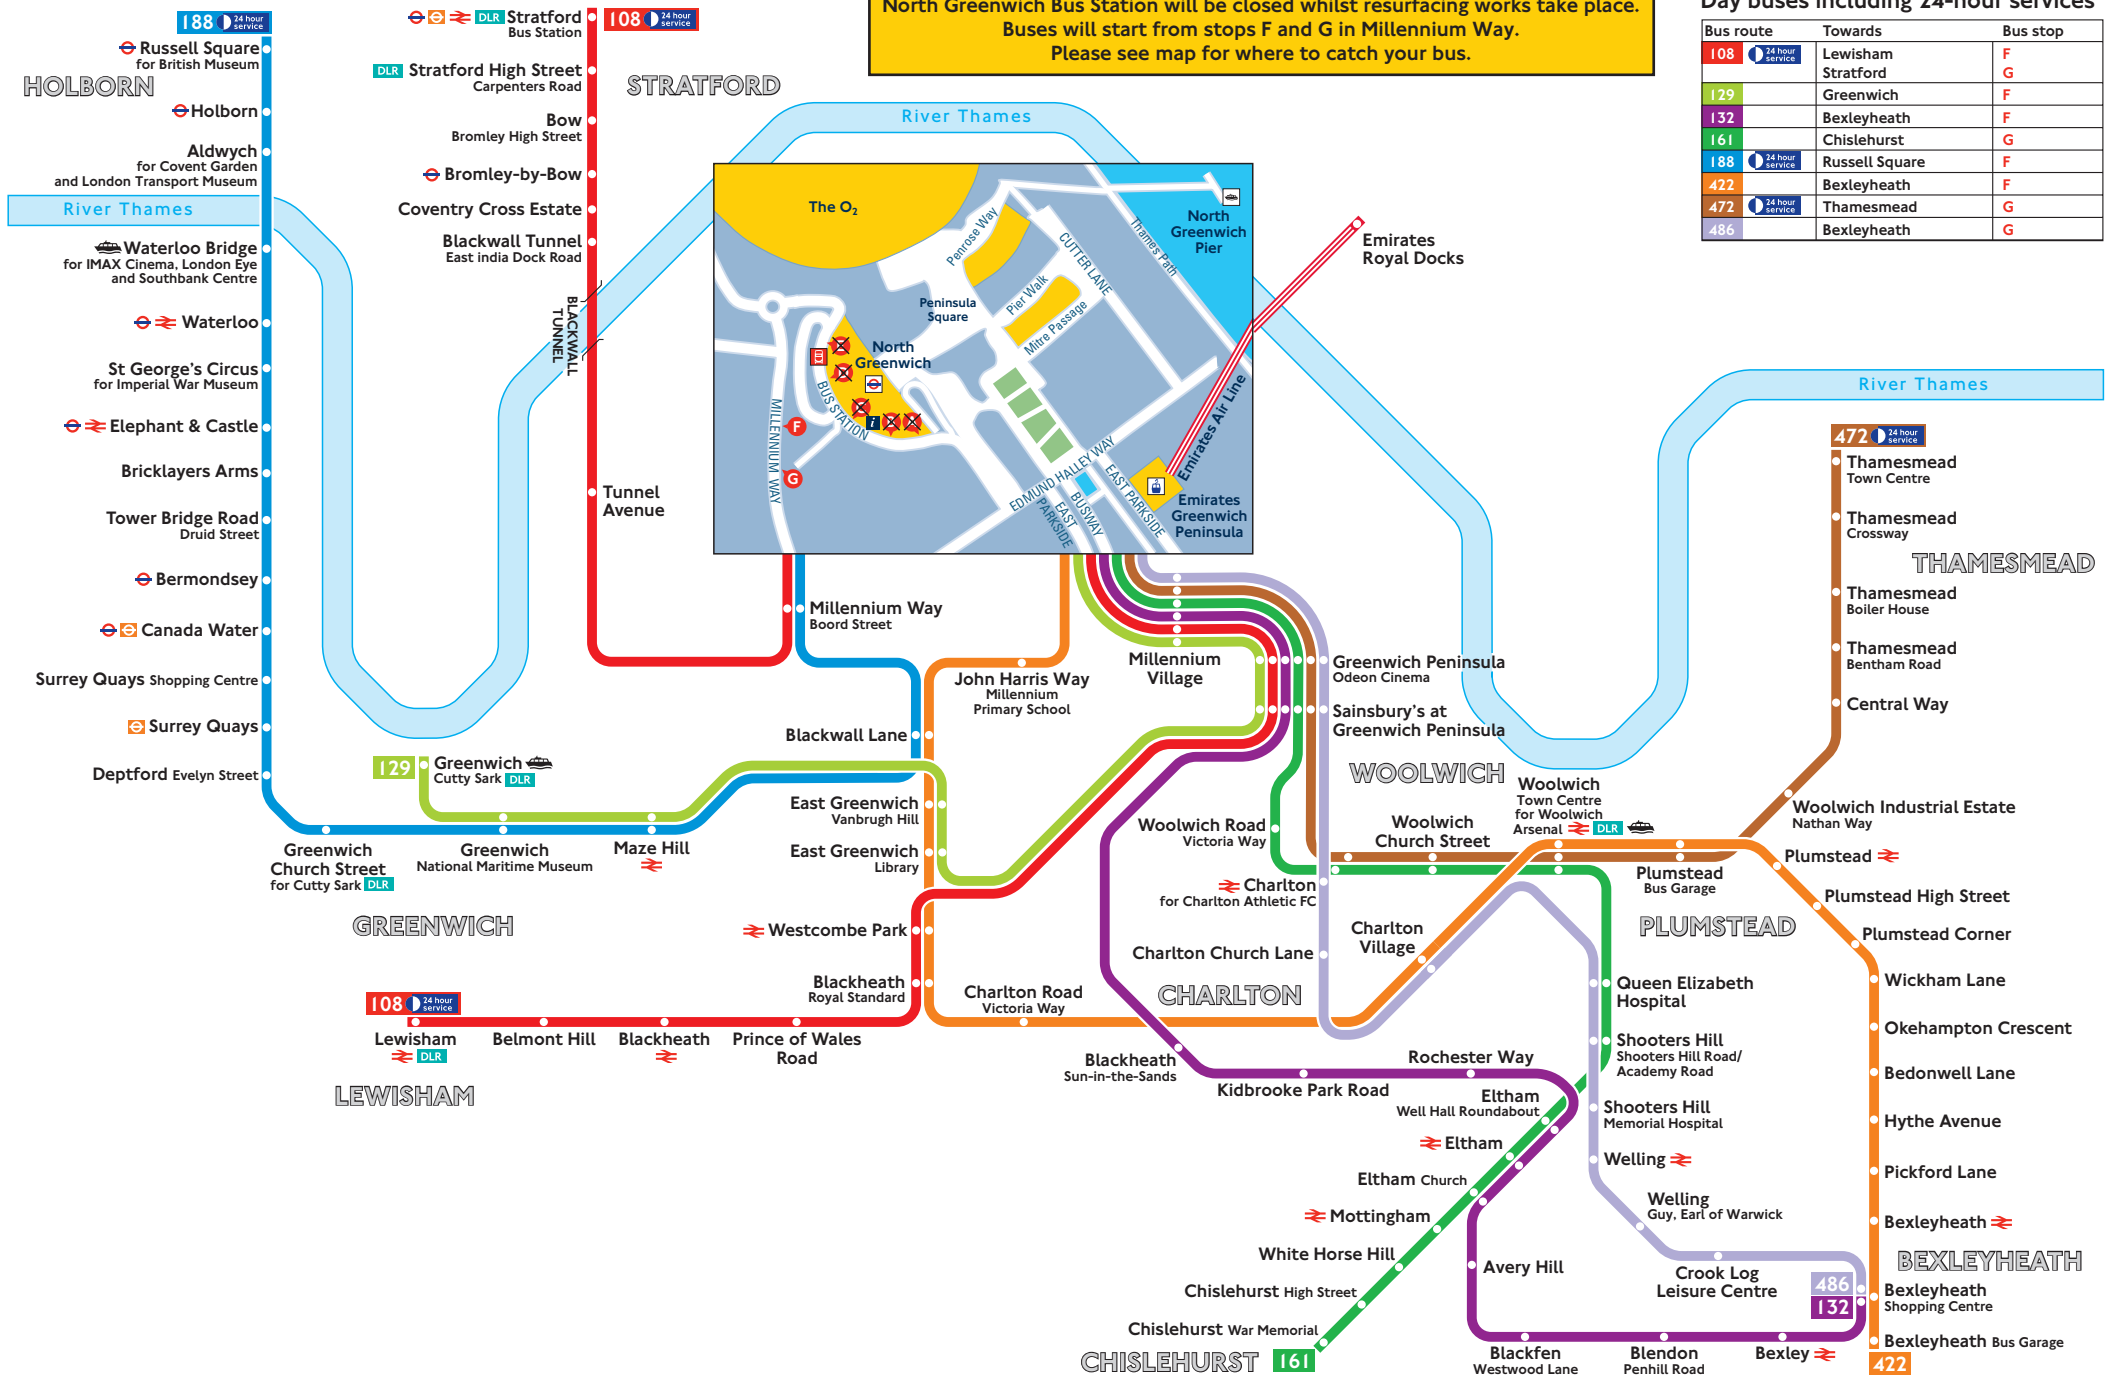 North Greenwich Bus Station will be closed whilst resurfacing works take place.
Buses will start from stops F and G in Millennium Way.
Please see map for where to catch your bus.
Day buses including 24-hour services
Bus route Towards Bus stop
108 24 hour service Lewisham F
Stratford G
129 Greenwich F
132 Bexleyheath F
161 Chislehurst G
188 24 hour service Russell Square F
422 Bexleyheath F
472 24 hour service Thamesmead G
486 Bexleyheath G
188 24 hour service
Russell Square
for British Museum
HOLBORN
Holborn
Aldwych
for Covent Garden
and London Transport Museum
River Thames
Waterloo Bridge
for IMAX Cinema, London Eye
and Southbank Centre
Waterloo
St George's Circus
for Imperial War Museum
Elephant & Castle
Bricklayers Arms
Tower Bridge Road
Druid Street
Bermondsey
Canada Water
Surrey Quays Shopping Centre
Surrey Quays
Deptford Evelyn Street
Greenwich
Church Street
for Cutty Sark DLR
129
Greenwich
Cutty Sark DLR
Greenwich
National Maritime Museum
Maze Hill
GREENWICH
DLR Stratford
Bus Station
108 24 hour service
DLR Stratford High Street
Carpenters Road
STRATFORD
Bow
Bromley High Street
Bromley-by-Bow
Coventry Cross Estate
Blackwall Tunnel
East india Dock Road
BLACKWALL
TUNNEL
Tunnel
Avenue
River Thames
The O2
Penrose Way
CUTTER LANE
Thames Path
North
Greenwich
Pier
Peninsula
Square
Pier Walk
Mitre Passage
North
Greenwich
BUS STATION
i
MILLENNIUM WAY
F
G
EDMUND HALLEY WAY
EAST
PARKSIDE
BUSWAY
EAST PARKSIDE
Emirates Air Line
Emirates
Greenwich
Peninsula
Emirates
Royal Docks
River Thames
Millennium Way
Boord Street
John Harris Way
Millennium
Primary School
Millennium
Village
Greenwich Peninsula
Odeon Cinema
Sainsbury's at
Greenwich Peninsula
Blackwall Lane
East Greenwich
Vanbrugh Hill
East Greenwich
Library
Westcombe Park
Blackheath
Royal Standard
108 24 hour service
Lewisham
DLR
Belmont Hill
Blackheath
Prince of Wales
Road
LEWISHAM
Charlton Road
Victoria Way
WOOLWICH
Woolwich Road
Victoria Way
Woolwich
Church Street
Woolwich
Town Centre
for Woolwich
Arsenal DLR
Charlton
for Charlton Athletic FC
Charlton Church Lane
Charlton
Village
CHARLTON
Plumstead
Bus Garage
PLUMSTEAD
Blackheath
Sun-in-the-Sands
Kidbrooke Park Road
Rochester Way
Eltham
Well Hall Roundabout
Eltham
Eltham Church
Mottingham
White Horse Hill
Chislehurst High Street
Chislehurst War Memorial
CHISLEHURST
161
Avery Hill
Blackfen
Westwood Lane
Blendon
Penhill Road
Bexley
Queen Elizabeth
Hospital
Shooters Hill
Shooters Hill Road/
Academy Road
Shooters Hill
Memorial Hospital
Welling
Welling
Guy, Earl of Warwick
Crook Log
Leisure Centre
486
132
472 24 hour service
Thamesmead
Town Centre
Thamesmead
Crossway
THAMESMEAD
Thamesmead
Boiler House
Thamesmead
Bentham Road
Central Way
Woolwich Industrial Estate
Nathan Way
Plumstead
Plumstead High Street
Plumstead Corner
Wickham Lane
Okehampton Crescent
Bedonwell Lane
Hythe Avenue
Pickford Lane
Bexleyheath
BEXLEYHEATH
Bexleyheath
Shopping Centre
Bexleyheath Bus Garage
422